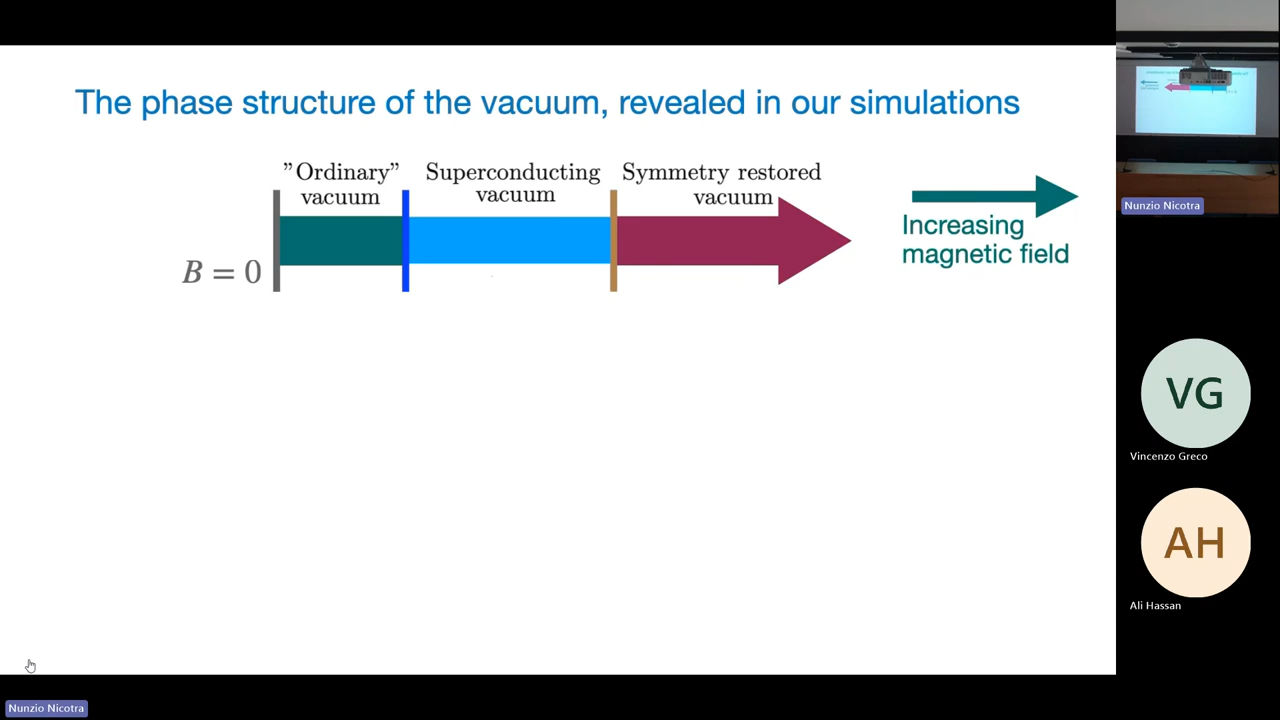 The phase structure of the vacuum, revealed in our simulations
”Ordinary”
vacuum
Superconducting
vacuum
Symmetry restored
vacuum
B = 0
Increasing
magnetic field
Nunzio Nicotra
VG
Vincenzo Greco
AH
Ali Hassan
Nunzio Nicotra